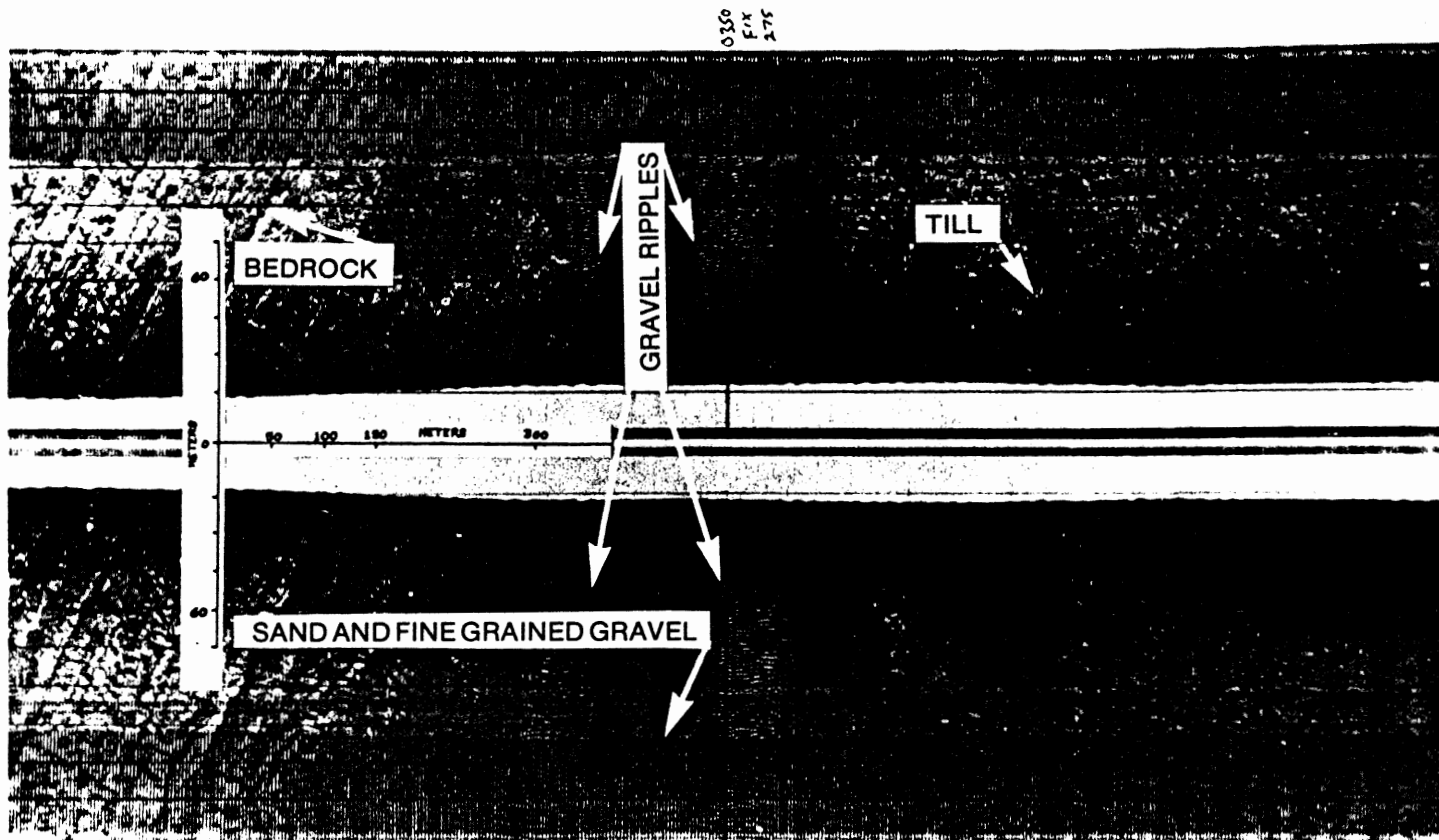 0350
FIX
275
GRAVEL RIPPLES
TILL
BEDROCK
60
METERS
0
50 100 150 METERS 300
60
SAND AND FINE GRAINED GRAVEL